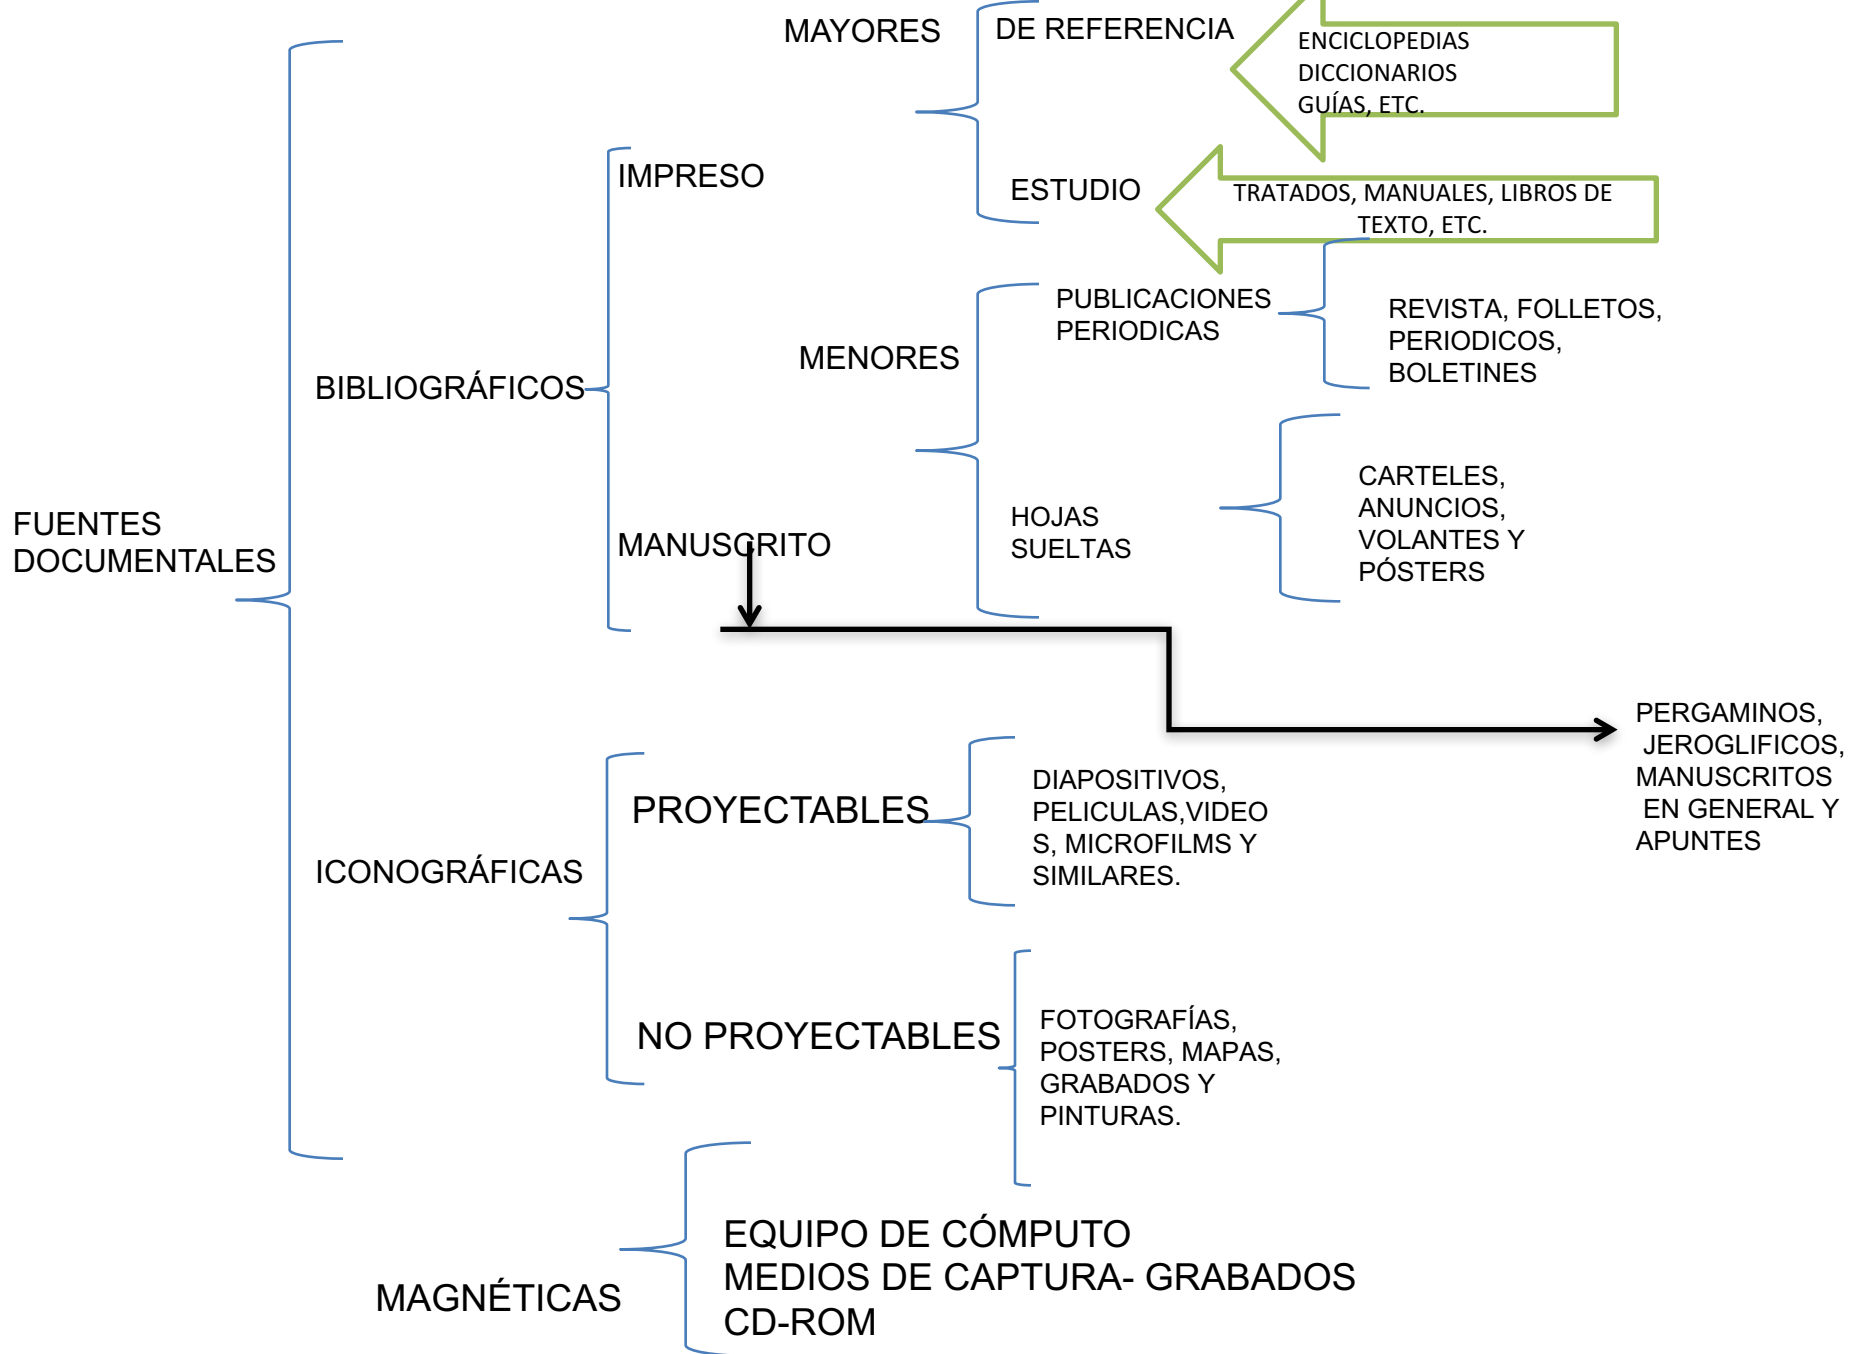 MAYORES
DE REFERENCIA
ENCICLOPEDIAS
DICCIONARIOS
GUÍAS, ETC.
IMPRESO
ESTUDIO
TRATADOS, MANUALES, LIBROS DE
TEXTO, ETC.
PUBLICACIONES
PERIODICAS
REVISTA, FOLLETOS,
PERIODICOS,
BOLETINES
MENORES
BIBLIOGRÁFICOS
CARTELES,
ANUNCIOS,
VOLANTES Y
PÓSTERS
HOJAS
SUELTAS
FUENTES
DOCUMENTALES
MANUSCRITO
PERGAMINOS,
JEROGLIFICOS,
MANUSCRITOS
EN GENERAL Y
APUNTES
PROYECTABLES
DIAPOSITIVOS,
PELICULAS,VIDEO
S, MICROFILMS Y
SIMILARES.
ICONOGRÁFICAS
NO PROYECTABLES
FOTOGRAFÍAS,
POSTERS, MAPAS,
GRABADOS Y
PINTURAS.
MAGNÉTICAS
EQUIPO DE CÓMPUTO
MEDIOS DE CAPTURA- GRABADOS
CD-ROM